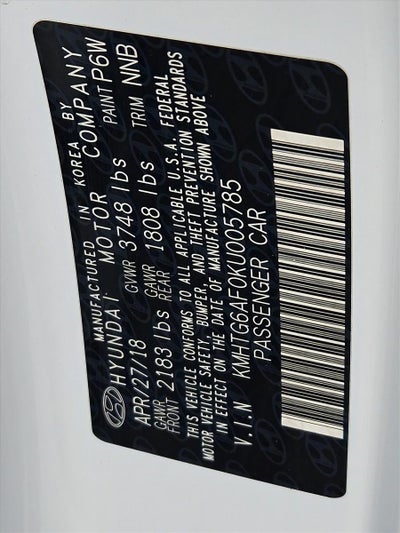 MANUFACTURED IN KOREA BY
HYUNDAI MOTOR COMPANY
APR/27/18 GVWR 3748 lbs PAINT P6W
GAWR FRONT 2183 lbs GAWR REAR 1808 lbs TRIM NNB
THIS VEHICLE CONFORMS TO ALL APPLICABLE U.S.A. FEDERAL
MOTOR VEHICLE SAFETY, BUMPER, AND THEFT PREVENTION STANDARDS
IN EFFECT ON THE DATE OF MANUFACTURE SHOWN ABOVE
V.I.N KMHTG6AF0KU005785
PASSENGER CAR